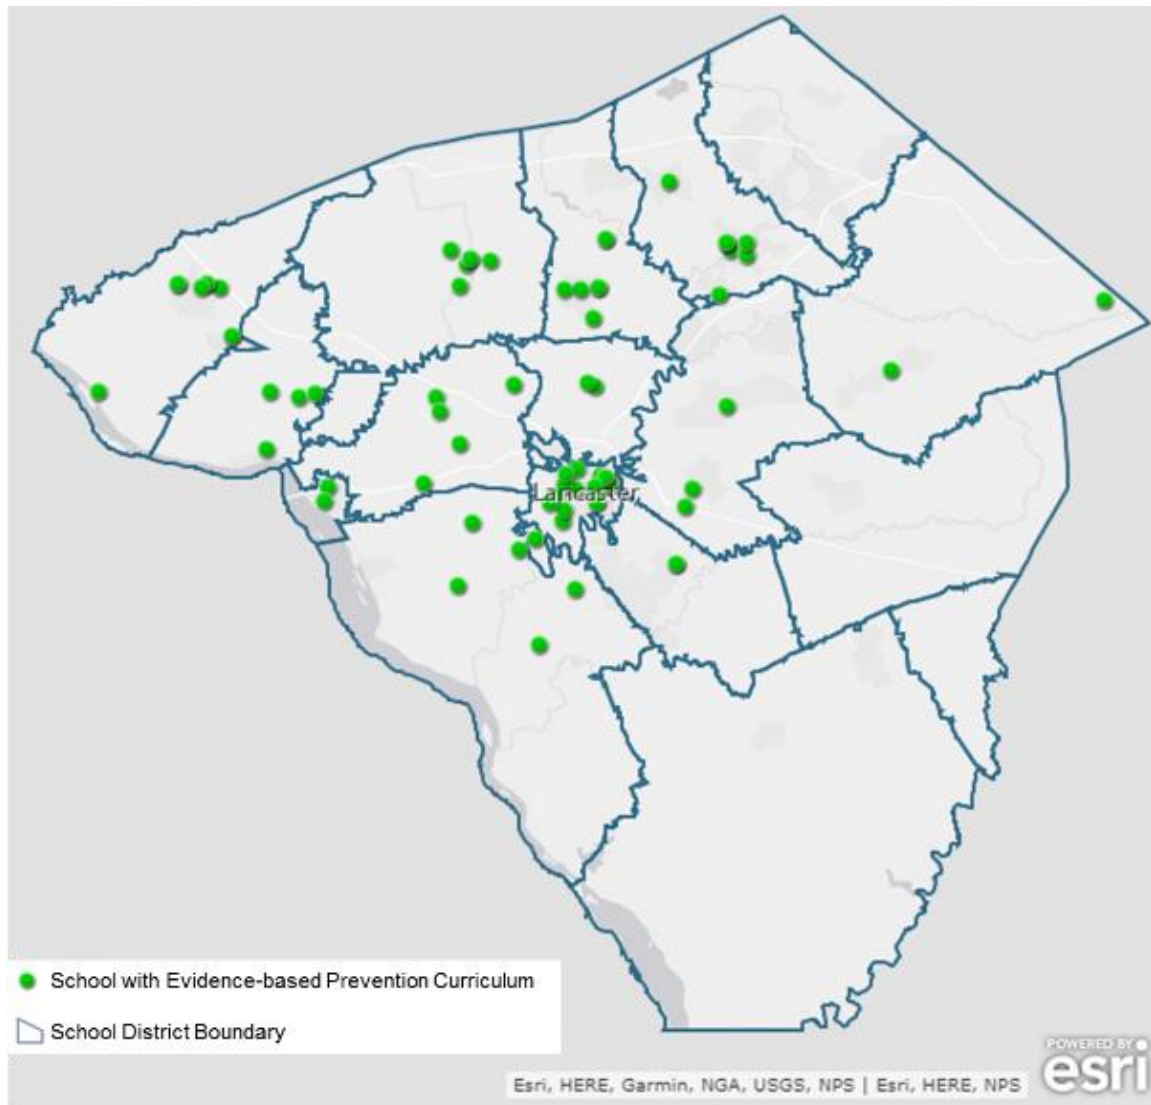 Lancaster
School with Evidence-based Prevention Curriculum
School District Boundary
POWERED BY
esri
Esri, HERE, Garmin, NGA, USGS, NPS | Esri, HERE, NPS